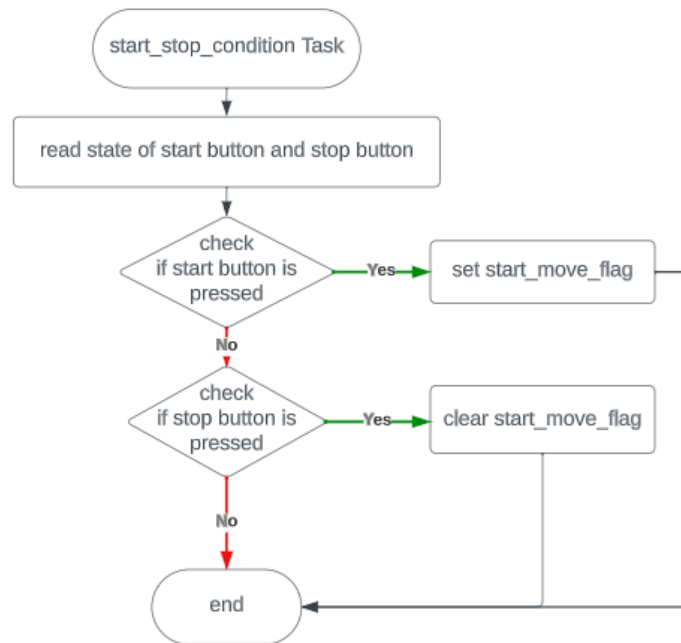 start_stop_condition Task
read state of start button and stop button
check
if start button is
pressed
Yes
set start_move_flag
No
check
if stop button is
pressed
Yes
clear start_move_flag
No
end